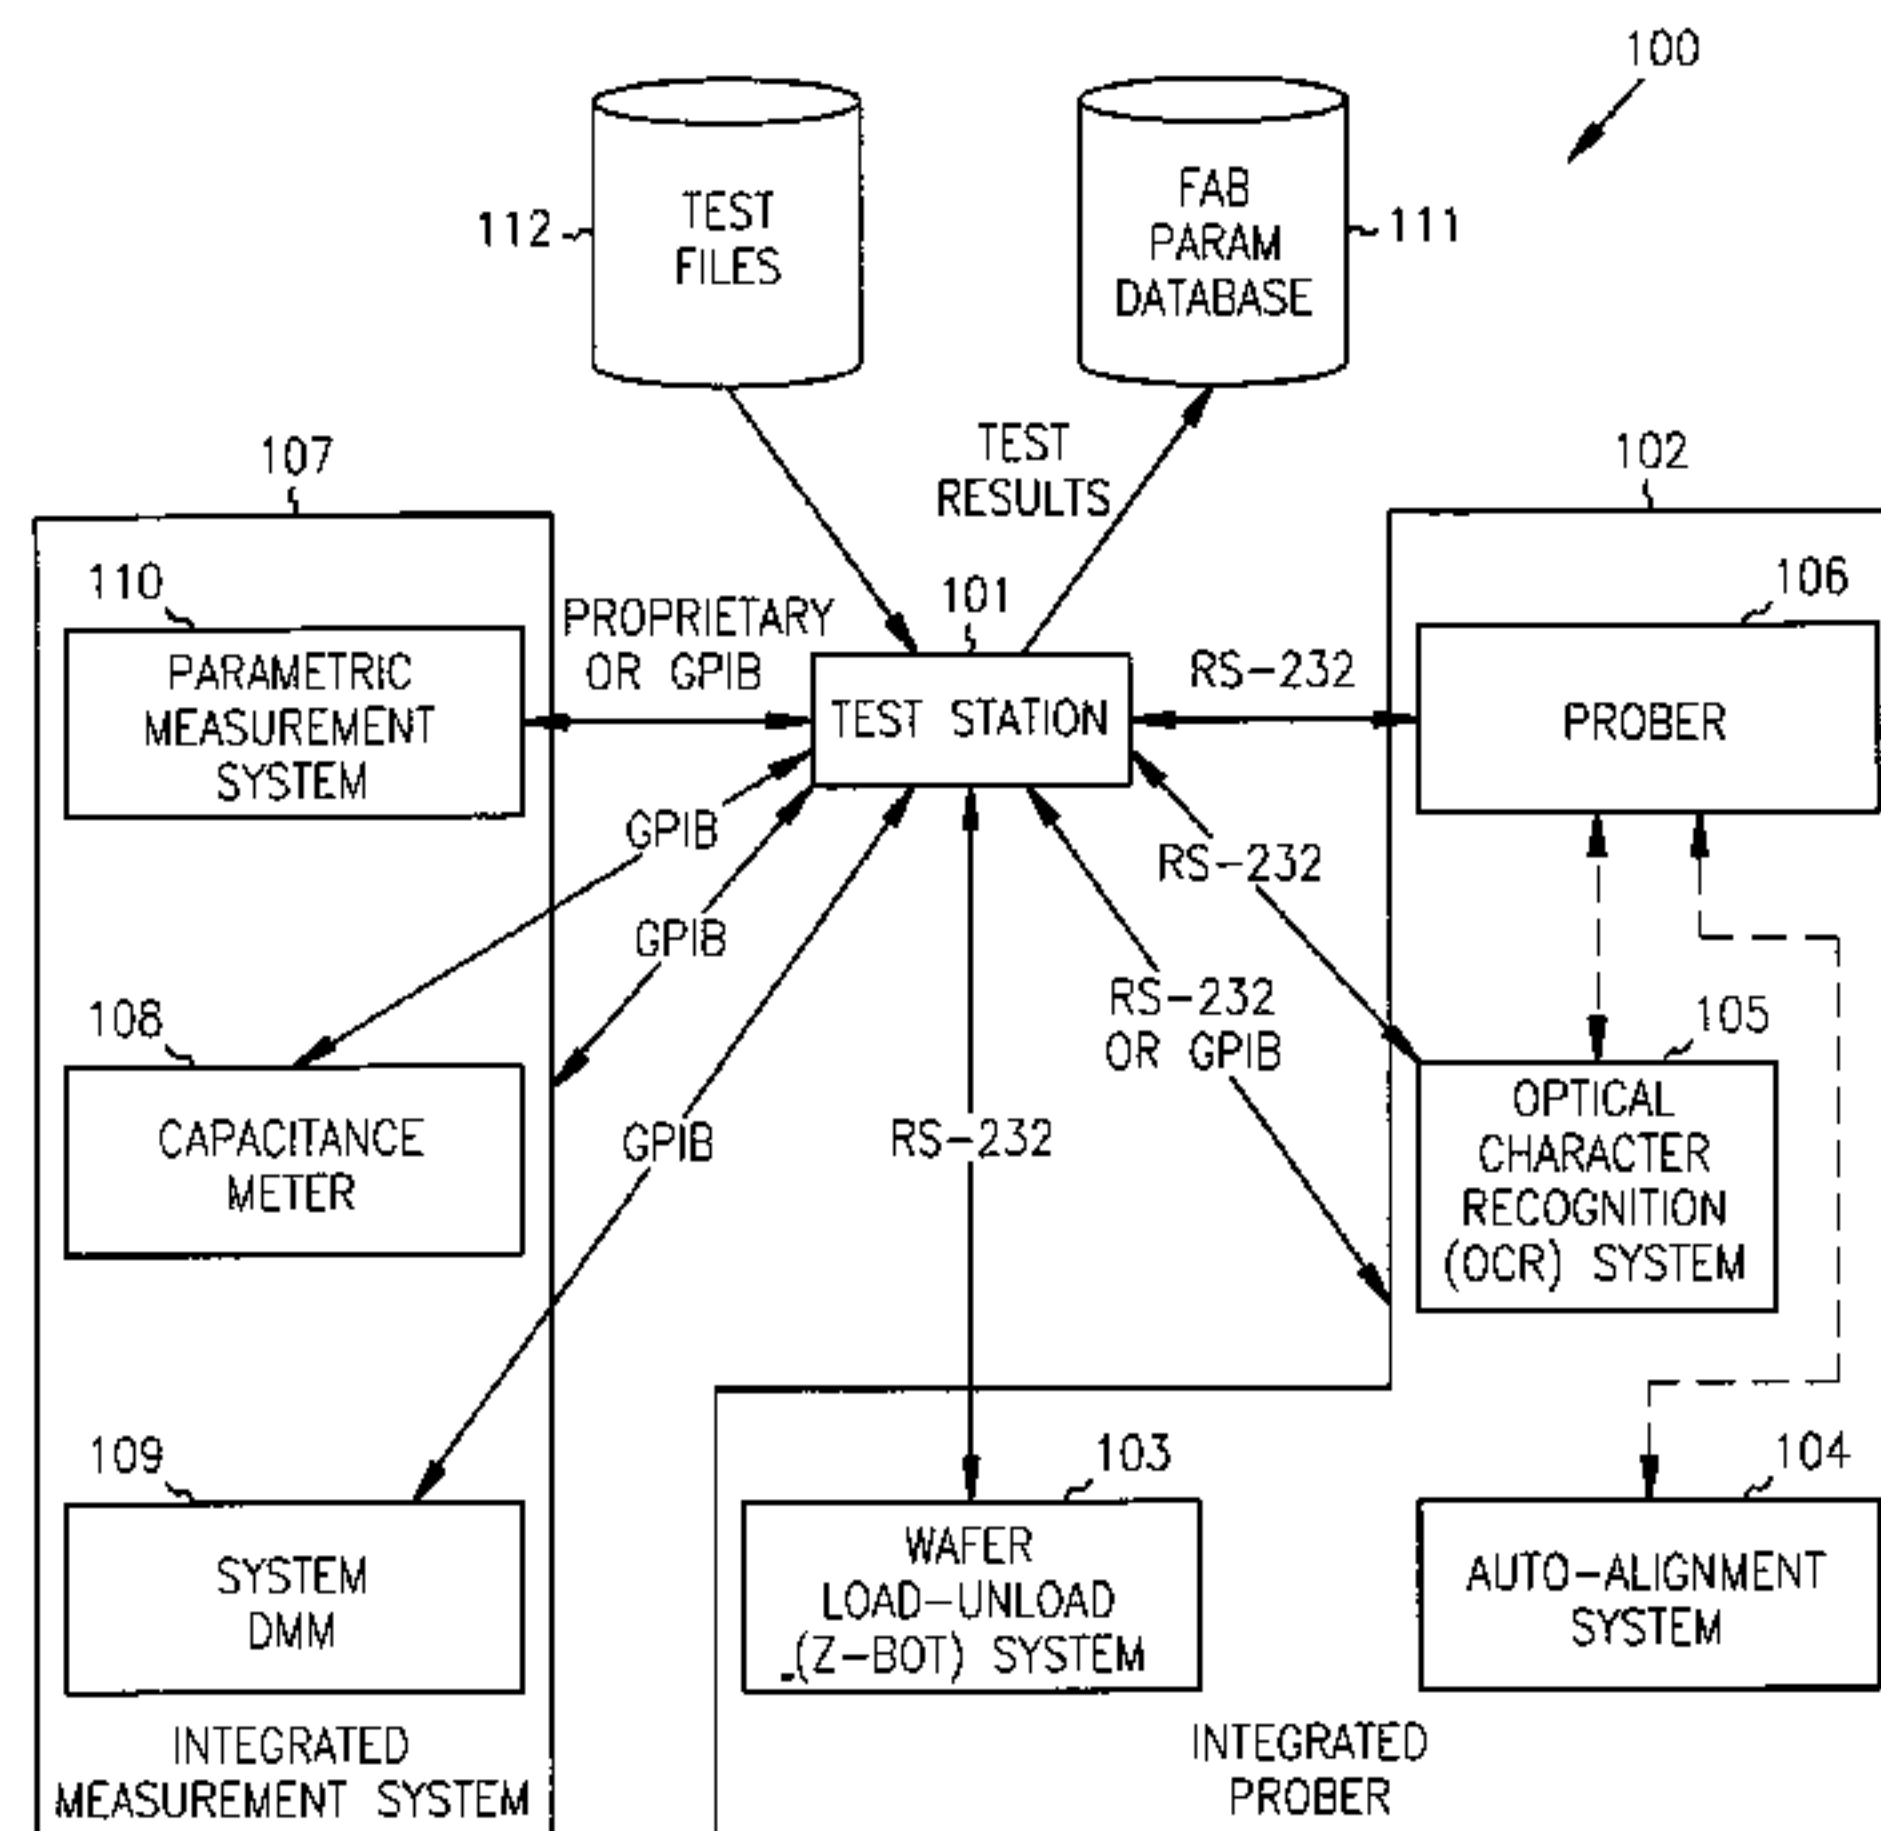 100
TEST
FILES
112
FAB
PARAM
DATABASE
111
TEST
RESULTS
107
102
110
PARAMETRIC
MEASUREMENT
SYSTEM
PROPRIETARY
OR GPIB
101
TEST STATION
RS-232
106
PROBER
GPIB
GPIB
GPIB
RS-232
RS-232
OR GPIB
RS-232
108
CAPACITANCE
METER
105
OPTICAL
CHARACTER
RECOGNITION
(OCR) SYSTEM
109
SYSTEM
DMM
103
WAFER
LOAD-UNLOAD
(Z-BOT) SYSTEM
104
AUTO-ALIGNMENT
SYSTEM
INTEGRATED
MEASUREMENT SYSTEM
INTEGRATED
PROBER